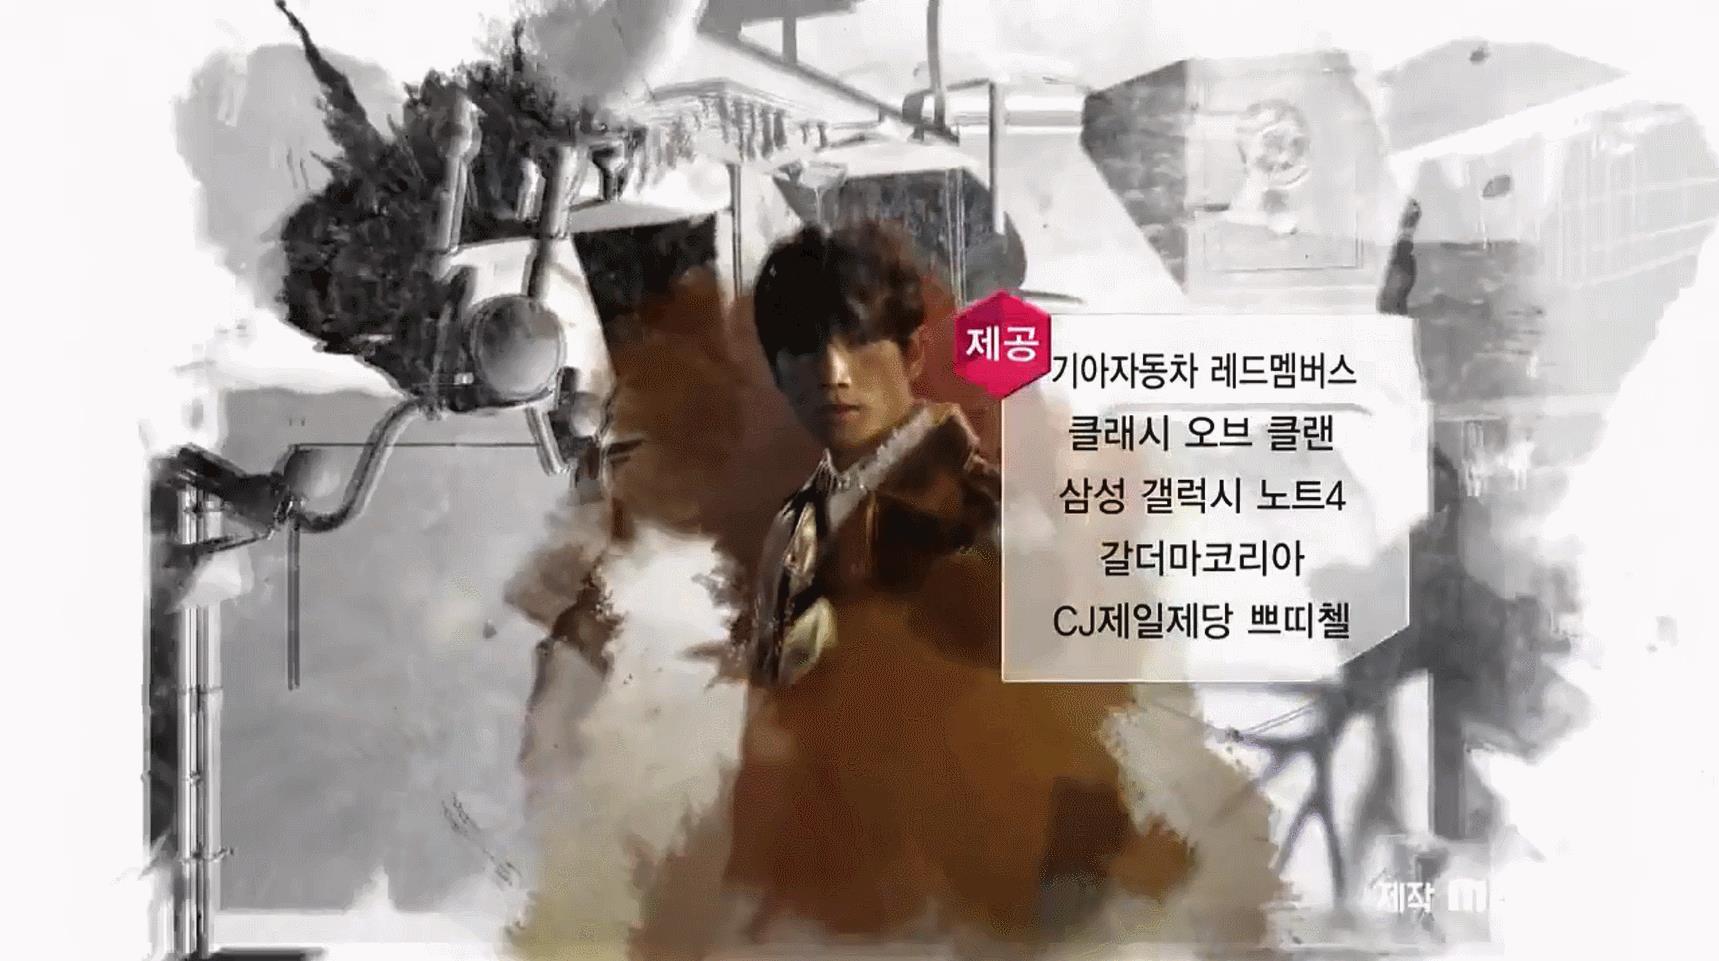 제공
기아자동차 레드멤버스
클래시 오브 클랜
삼성 갤럭시 노트4
갈더마코리아
CJ제일제당 쁘띠첼
제작 m